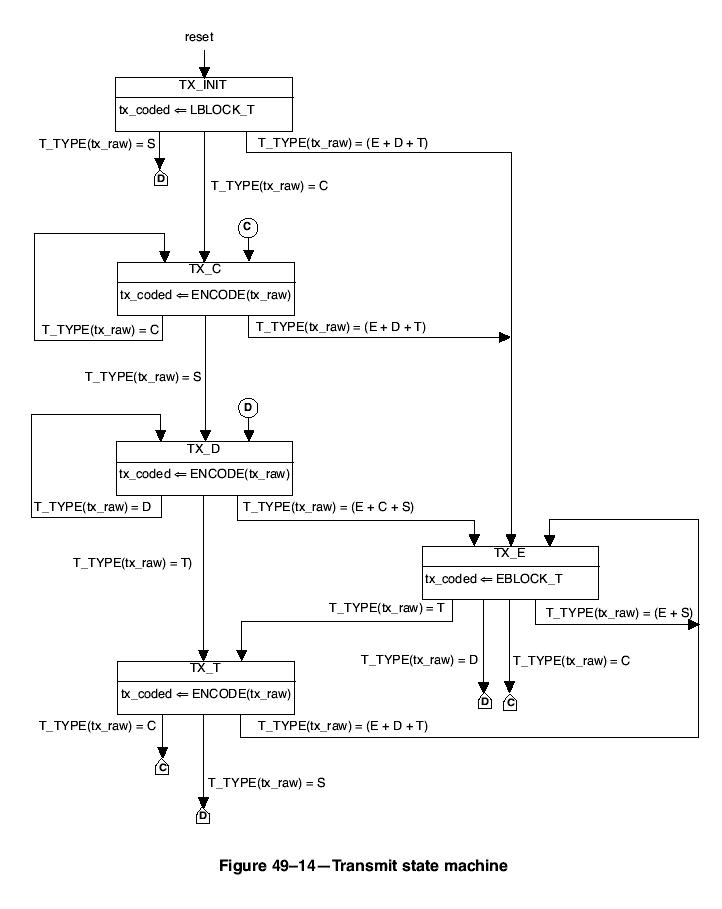 reset
TX_INIT
tx_coded ⇐ LBLOCK_T
T_TYPE(tx_raw) = S
T_TYPE(tx_raw) = (E + D + T)
D
T_TYPE(tx_raw) = C
C
TX_C
tx_coded ⇐ ENCODE(tx_raw)
T_TYPE(tx_raw) = C
T_TYPE(tx_raw) = (E + D + T)
T_TYPE(tx_raw) = S
D
TX_D
tx_coded ⇐ ENCODE(tx_raw)
T_TYPE(tx_raw) = D
T_TYPE(tx_raw) = (E + C + S)
T_TYPE(tx_raw) = T)
TX_E
tx_coded ⇐ EBLOCK_T
T_TYPE(tx_raw) = T
T_TYPE(tx_raw) = (E + S)
T_TYPE(tx_raw) = D
T_TYPE(tx_raw) = C
D
C
TX_T
tx_coded ⇐ ENCODE(tx_raw)
T_TYPE(tx_raw) = C
T_TYPE(tx_raw) = (E + D + T)
C
T_TYPE(tx_raw) = S
D
Figure 49–14—Transmit state machine